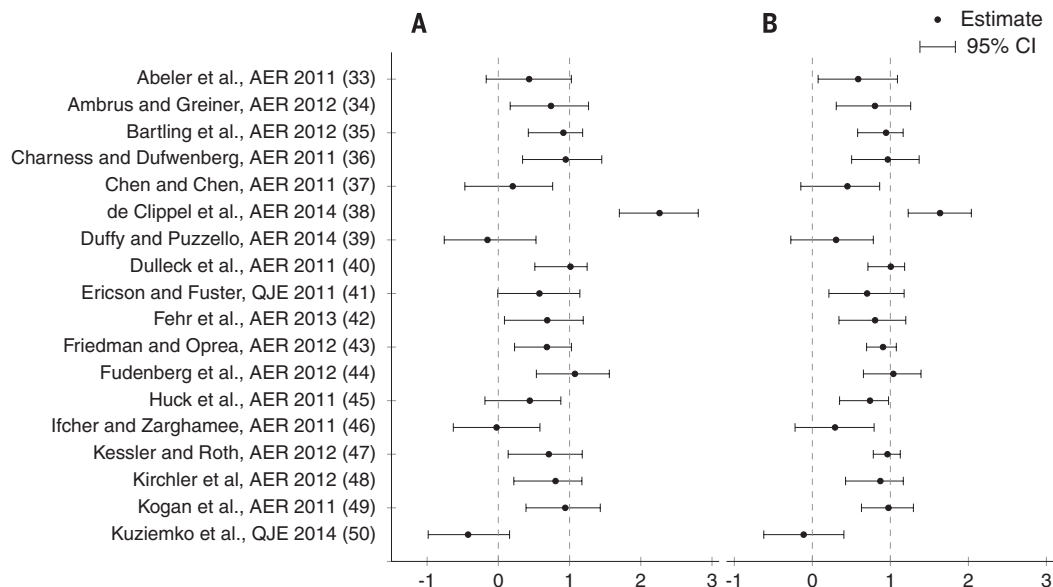 A
B
Estimate
95% CI
Abeler et al., AER 2011 (33)
Ambrus and Greiner, AER 2012 (34)
Bartling et al., AER 2012 (35)
Charness and Dufwenberg, AER 2011 (36)
Chen and Chen, AER 2011 (37)
de Clippel et al., AER 2014 (38)
Duffy and Puzzello, AER 2014 (39)
Dulleck et al., AER 2011 (40)
Ericson and Fuster, QJE 2011 (41)
Fehr et al., AER 2013 (42)
Friedman and Oprea, AER 2012 (43)
Fudenberg et al., AER 2012 (44)
Huck et al., AER 2011 (45)
Ifcher and Zarghamee, AER 2011 (46)
Kessler and Roth, AER 2012 (47)
Kirchler et al, AER 2012 (48)
Kogan et al., AER 2011 (49)
Kuziemko et al., QJE 2014 (50)
-1 0 1 2 3
-1 0 1 2 3